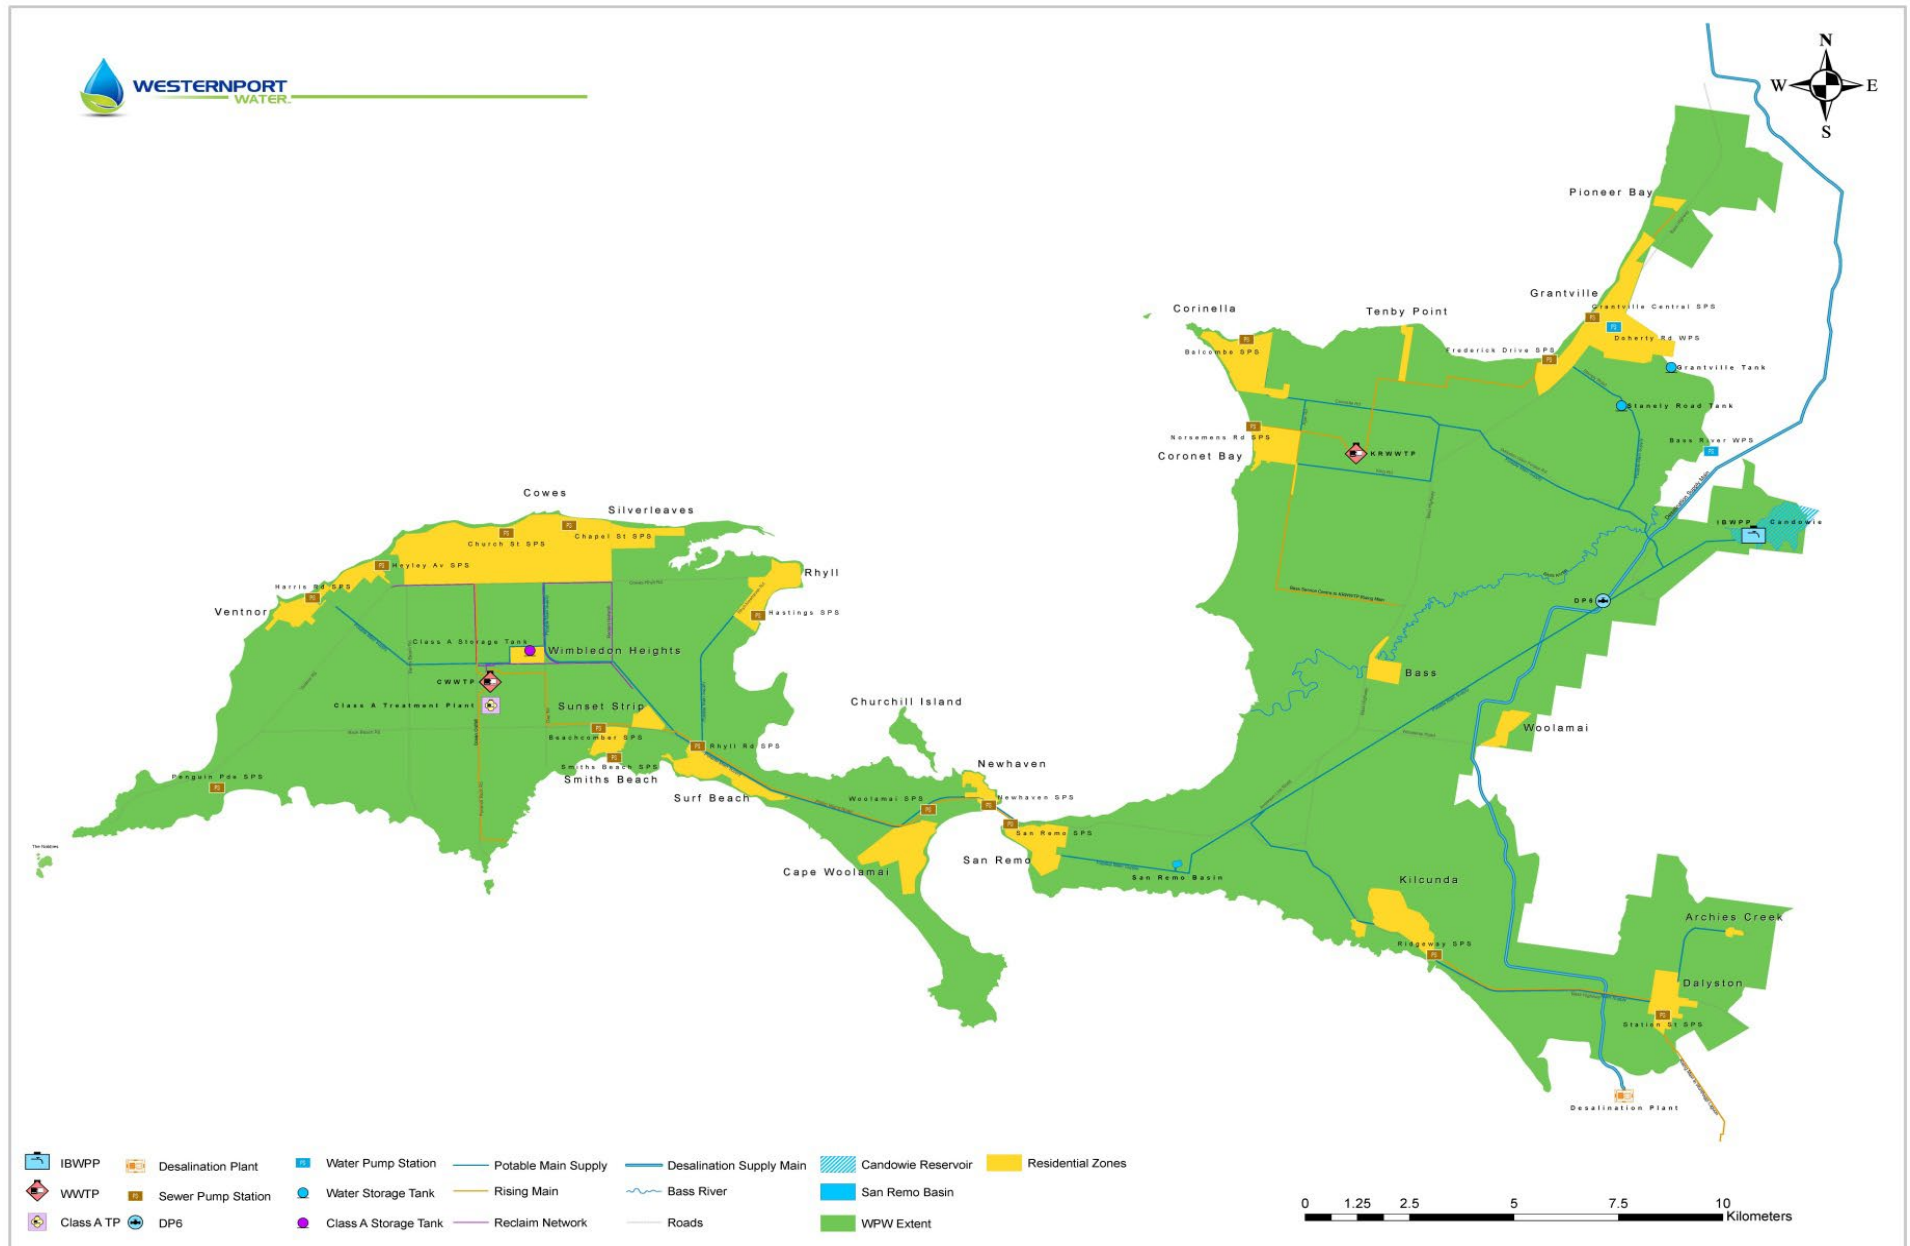 WESTERNPORT
WATER
N
W
E
S
Pioneer Bay
Grantville
Grantville Central SPS
Corinella
Tenby Point
Doherty Rd WPS
Balcombe SPS
Frederick Drive SPS
Grantville Tank
Stanely Road Tank
Norsemens Rd SPS
Bass River WPS
Coronet Bay
KRWWTP
Desalination Supply Main
Cowes
Silverleaves
IBWPP
Candowie
Church St SPS
Chapel St SPS
Heyley Av SPS
Rhyll
Harris Rd SPS
Ventnor
Hastings SPS
DP6
Class A Storage Tank
Wimbledon Heights
Bass
CWWTP
Class A Treatment Plant
Sunset Strip
Churchill Island
Woolamai
Beachcomber SPS
Rhyll Rd SPS
Smiths Beach SPS
Newhaven
Penguin Pde SPS
Smiths Beach
Surf Beach
Woolamai SPS
Newhaven SPS
San Remo SPS
The Nobbies
Cape Woolamai
San Remo
San Remo Basin
Kilcunda
Archies Creek
Ridgeway SPS
Dalyston
Station St SPS
Desalination Plant
IBWPP
Desalination Plant
Water Pump Station
Potable Main Supply
Desalination Supply Main
Candowie Reservoir
Residential Zones
WWTP
Sewer Pump Station
Water Storage Tank
Rising Main
Bass River
San Remo Basin
Class A TP
DP6
Class A Storage Tank
Reclaim Network
Roads
WPW Extent
0 1.25 2.5 5 7.5 10
Kilometers